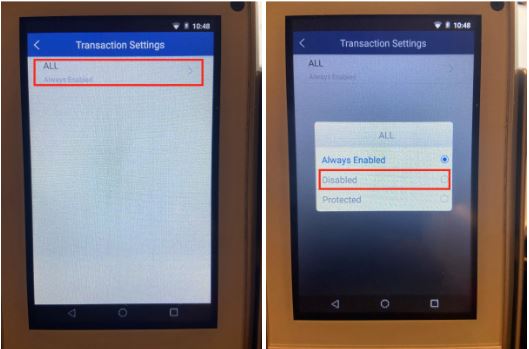 10:48
Transaction Settings
ALL
Always Enabled
10:48
Transaction Settings
ALL
Always Enabled
ALL
Always Enabled
Disabled
Protected